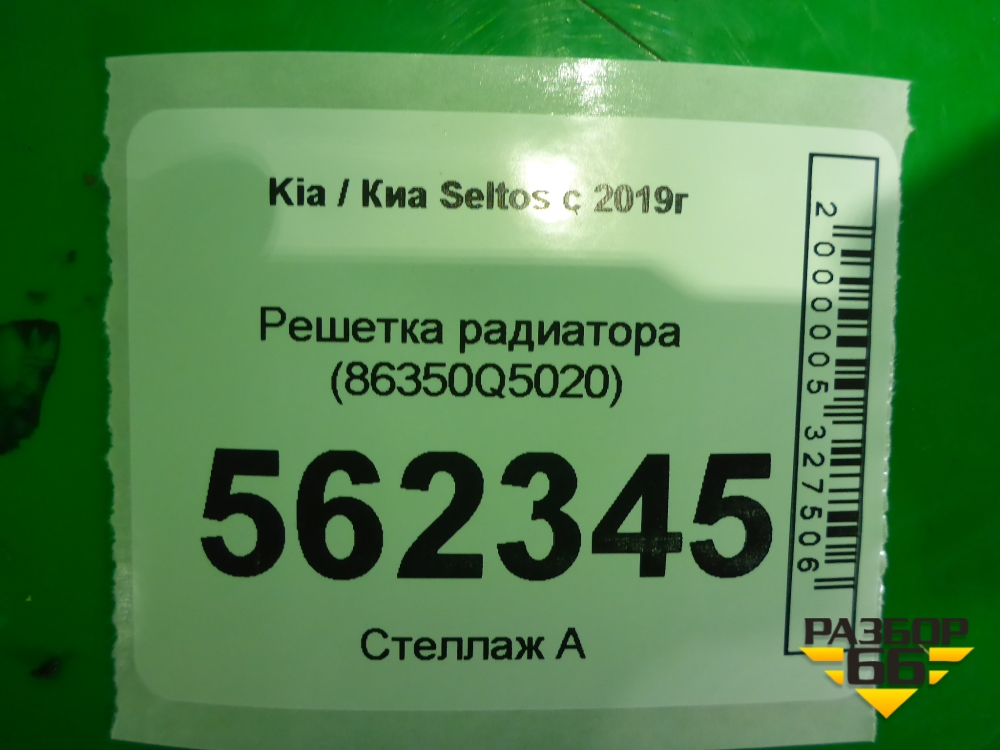 Kia / Киа Seltos с 2019г
Решетка радиатора
(86350Q5020)
562345
Стеллаж А
2000005327506
РАЗБОР
66